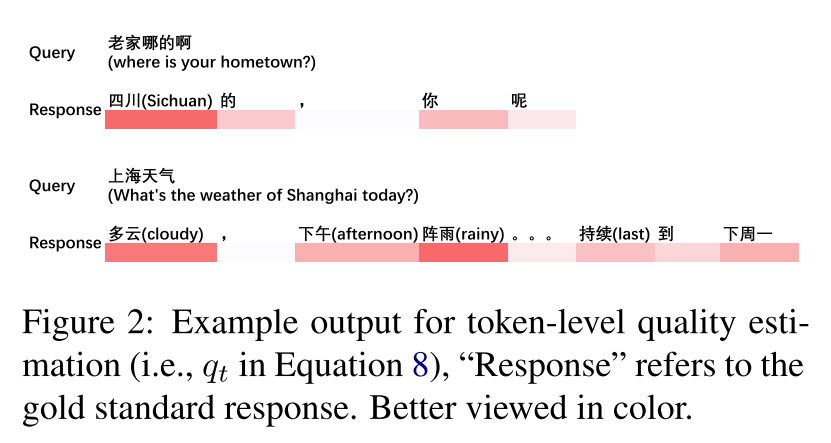 Query 老家哪的啊
(where is your hometown?)
Response 四川(Sichuan) 的 ， 你 呢
Query 上海天气
(What's the weather of Shanghai today?)
Response 多云(cloudy) ， 下午(afternoon) 阵雨(rainy) 。。。 持续(last) 到 下周一
Figure 2: Example output for token-level quality esti-
mation (i.e., qt in Equation 8), “Response” refers to the
gold standard response. Better viewed in color.